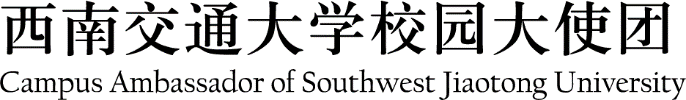 西南交通大学校园大使团
Campus Ambassador of Southwest Jiaotong University